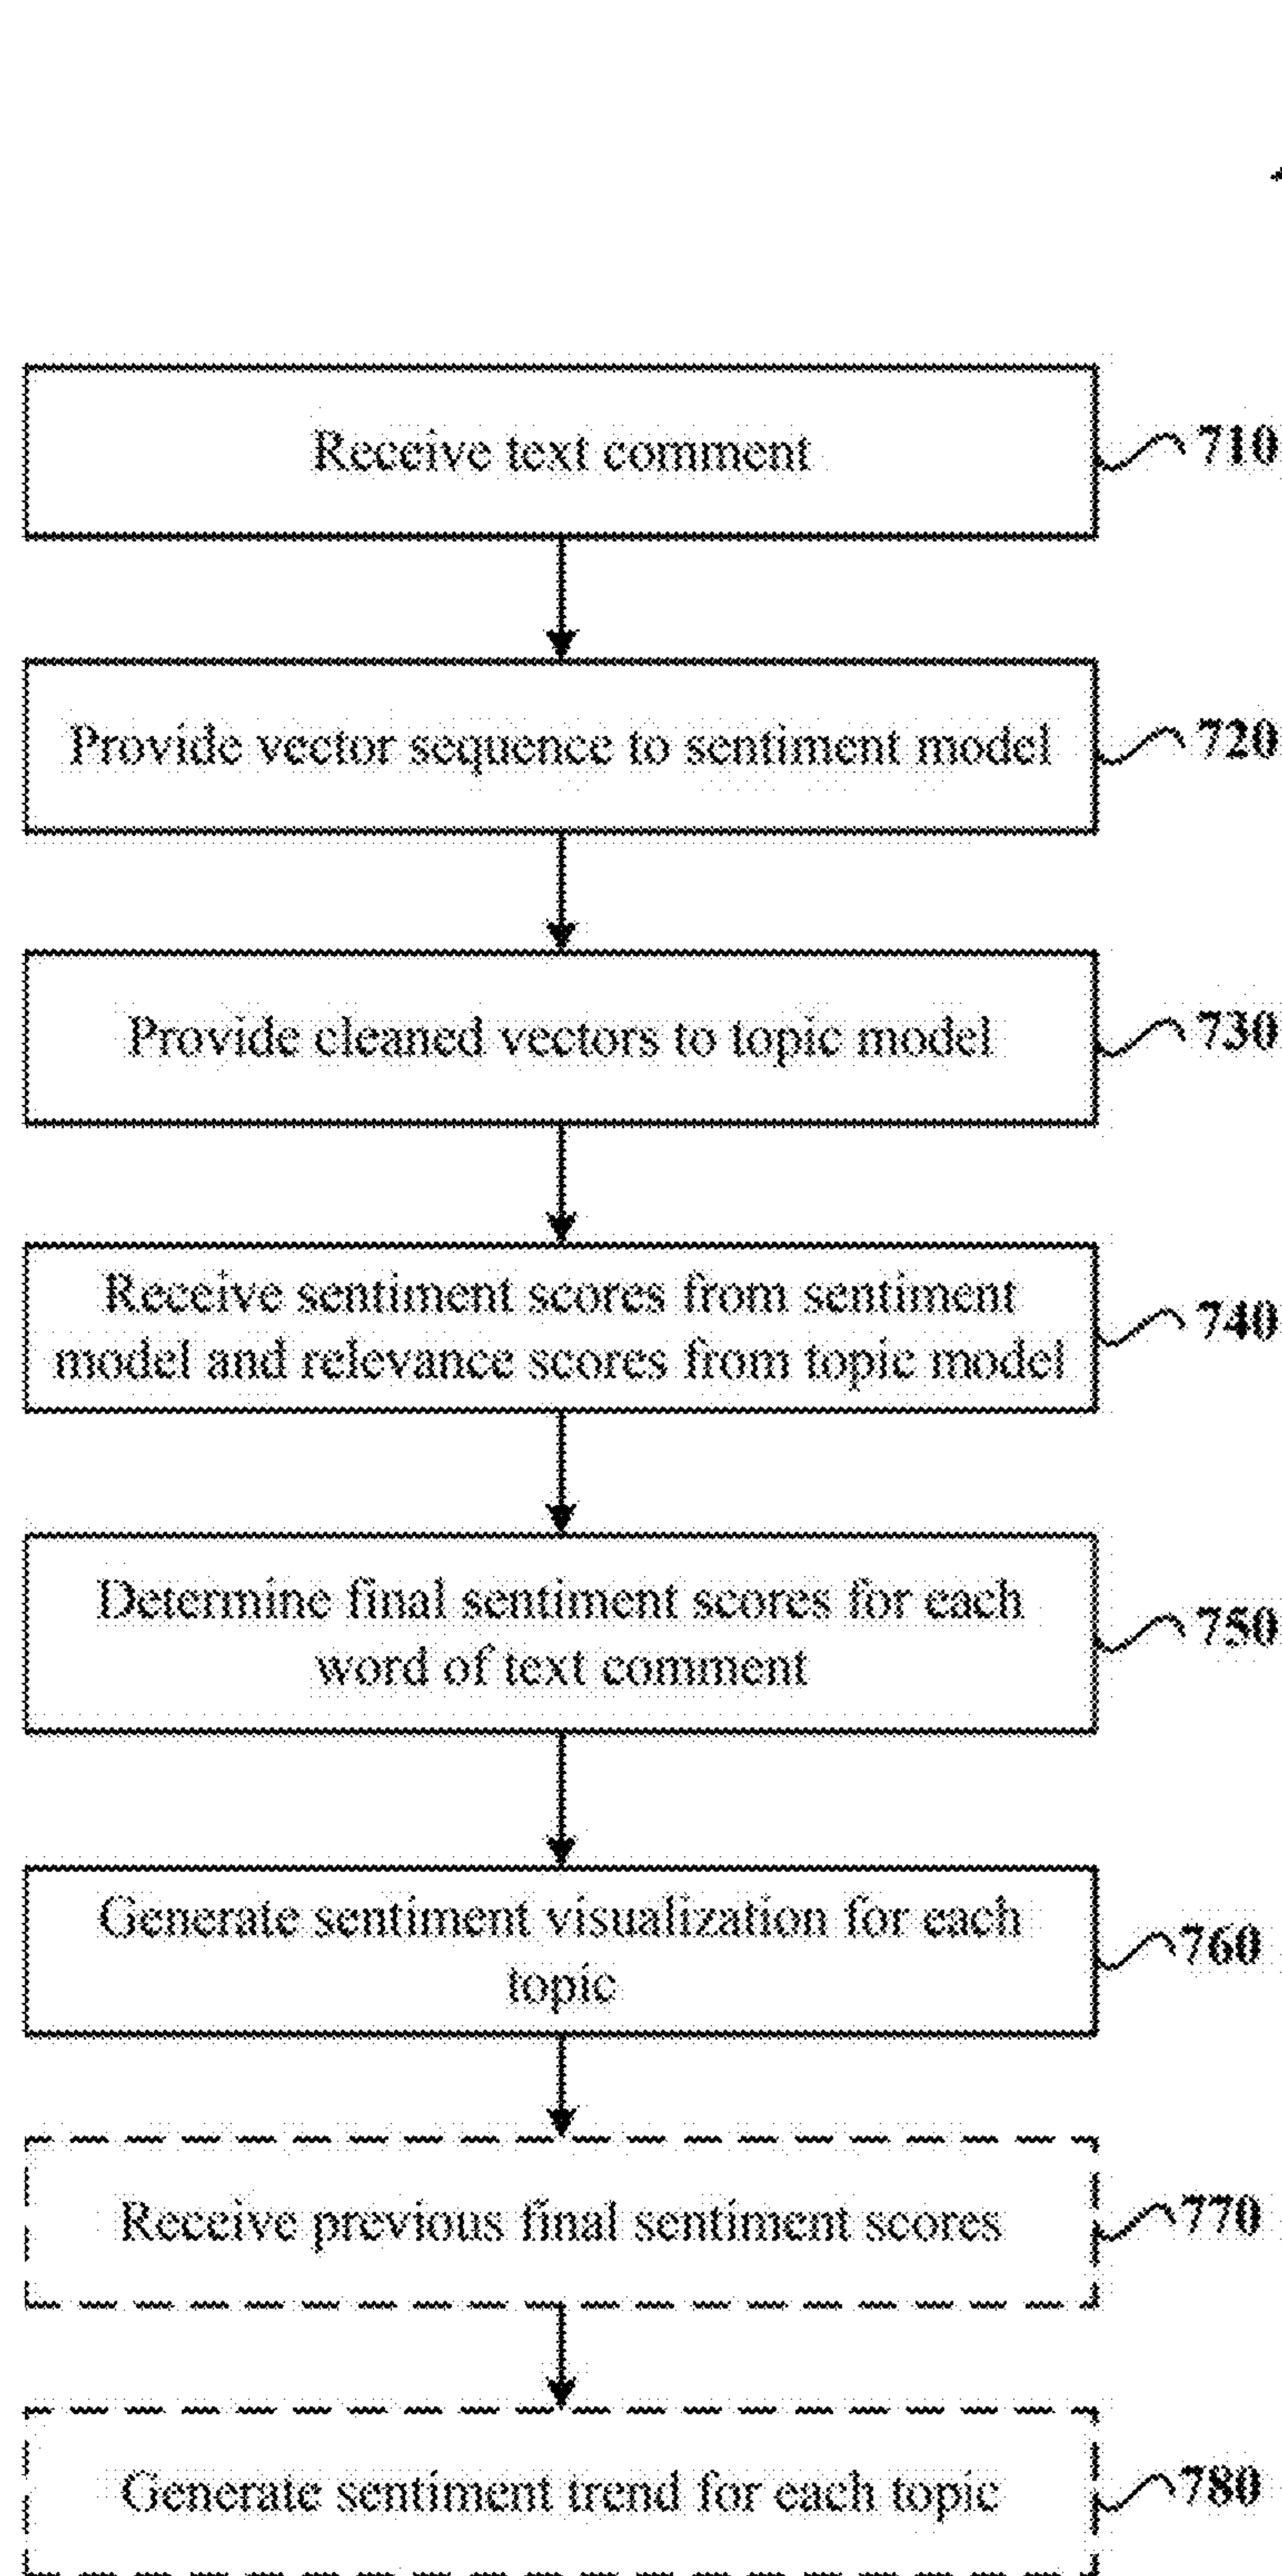 Receive text comment
710
Provide vector sequence to sentiment model
720
Provide cleaned vectors to topic model
730
Receive sentiment scores from sentiment
model and relevance scores from topic model
740
Determine final sentiment scores for each
word of text comment
750
Generate sentiment visualization for each
topic
760
Receive previous final sentiment scores
770
Generate sentiment trend for each topic
780